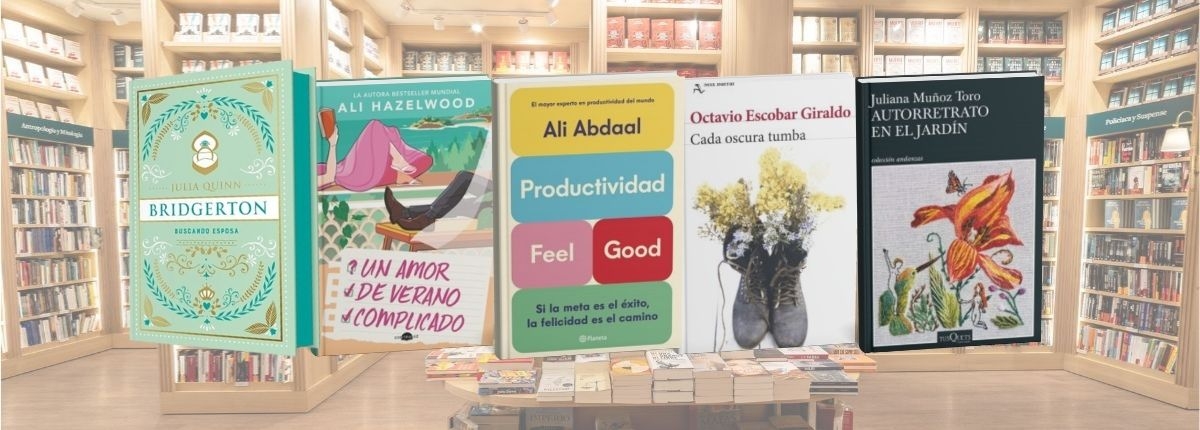 Antropología y Mitología
JULIA QUINN
BRIDGERTON
BUSCANDO ESPOSA
LA AUTORA BESTSELLER MUNDIAL
ALI HAZELWOOD
UN AMOR
DE VERANO
COMPLICADO
El mayor experto en productividad del mundo
Ali Abdaal
Productividad
Feel
Good
Si la meta es el éxito,
la felicidad es el camino
Planeta
Octavio Escobar Giraldo
Cada oscura tumba
Juliana Muñoz Toro
AUTORRETRATO
EN EL JARDÍN
colección andanzas
TUSQUETS
Policíaca y Suspense